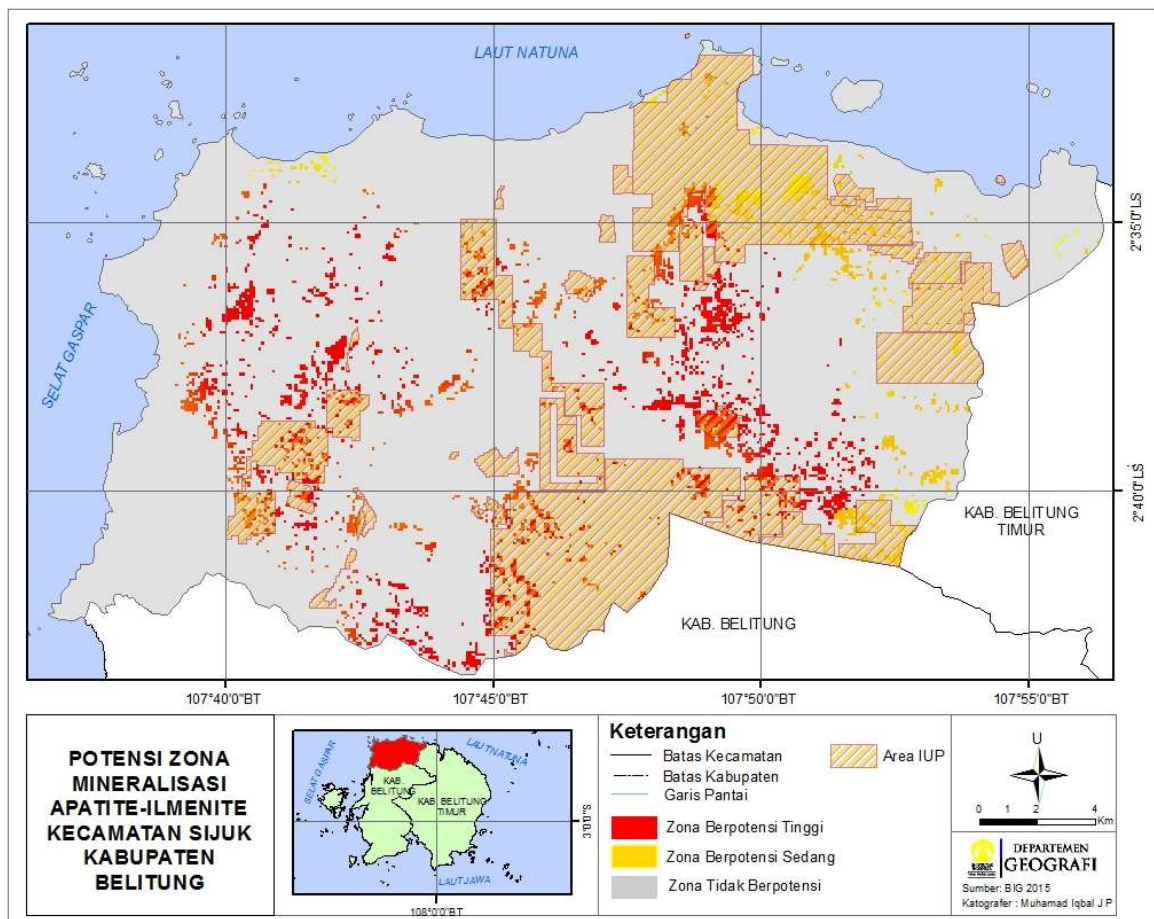 LAUT NATUNA
SELAT GASPAR
2°35'0"LS
2°40'0"LS
KAB. BELITUNG
TIMUR
KAB. BELITUNG
107°40'0"BT
107°45'0"BT
107°50'0"BT
107°55'0"BT
POTENSI ZONA
MINERALISASI
APATITE-ILMENITE
KECAMATAN SIJUK
KABUPATEN
BELITUNG
SELAT GASPAR
LAUT NATUNA
KAB.
BELITUNG
KAB. BELITUNG
TIMUR
LAUT JAWA
3°0'0"S
108°0'0"BT
Keterangan
Batas Kecamatan
Batas Kabupaten
Garis Pantai
Zona Berpotensi Tinggi
Zona Berpotensi Sedang
Zona Tidak Berpotensi
Area IUP
U
0 1 2 4
Km
DEPARTEMEN
GEOGRAFI
Sumber: BIG 2015
Katografer : Muhamad Iqbal J P